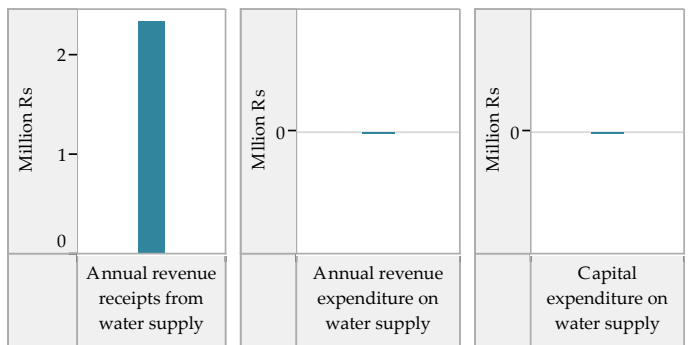 Million Rs
2
1
0
Annual revenue
receipts from
water supply
Mllion Rs
0
Annual revenue
expenditure on
water supply
Million Rs
0
Capital
expenditure on
water supply